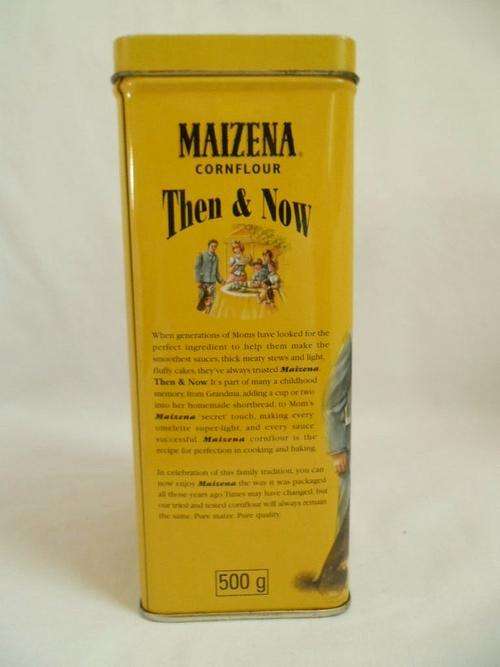 MAIZENA
CORNFLOUR
Then & Now
When generations of Moms have looked for the
perfect ingredient to help them make the
smoothest sauces, thick meaty stews and light,
fluffy cakes, they've always trusted Maizena.
Then & Now It's part of many a childhood
memory, from Grandma, adding a cup or two
into her homemade shortbread, to Mom's
Maizena 'secret' touch, making every
omelette super-light, and every sauce
successful. Maizena cornflour is the
recipe for perfection in cooking and baking.
In celebration of this family tradition, you can
now enjoy Maizena the way it was packaged
all those years ago. Times may have changed, but
our tried and tested cornflour will always remain
the same. Pure maize. Pure quality.
500 g